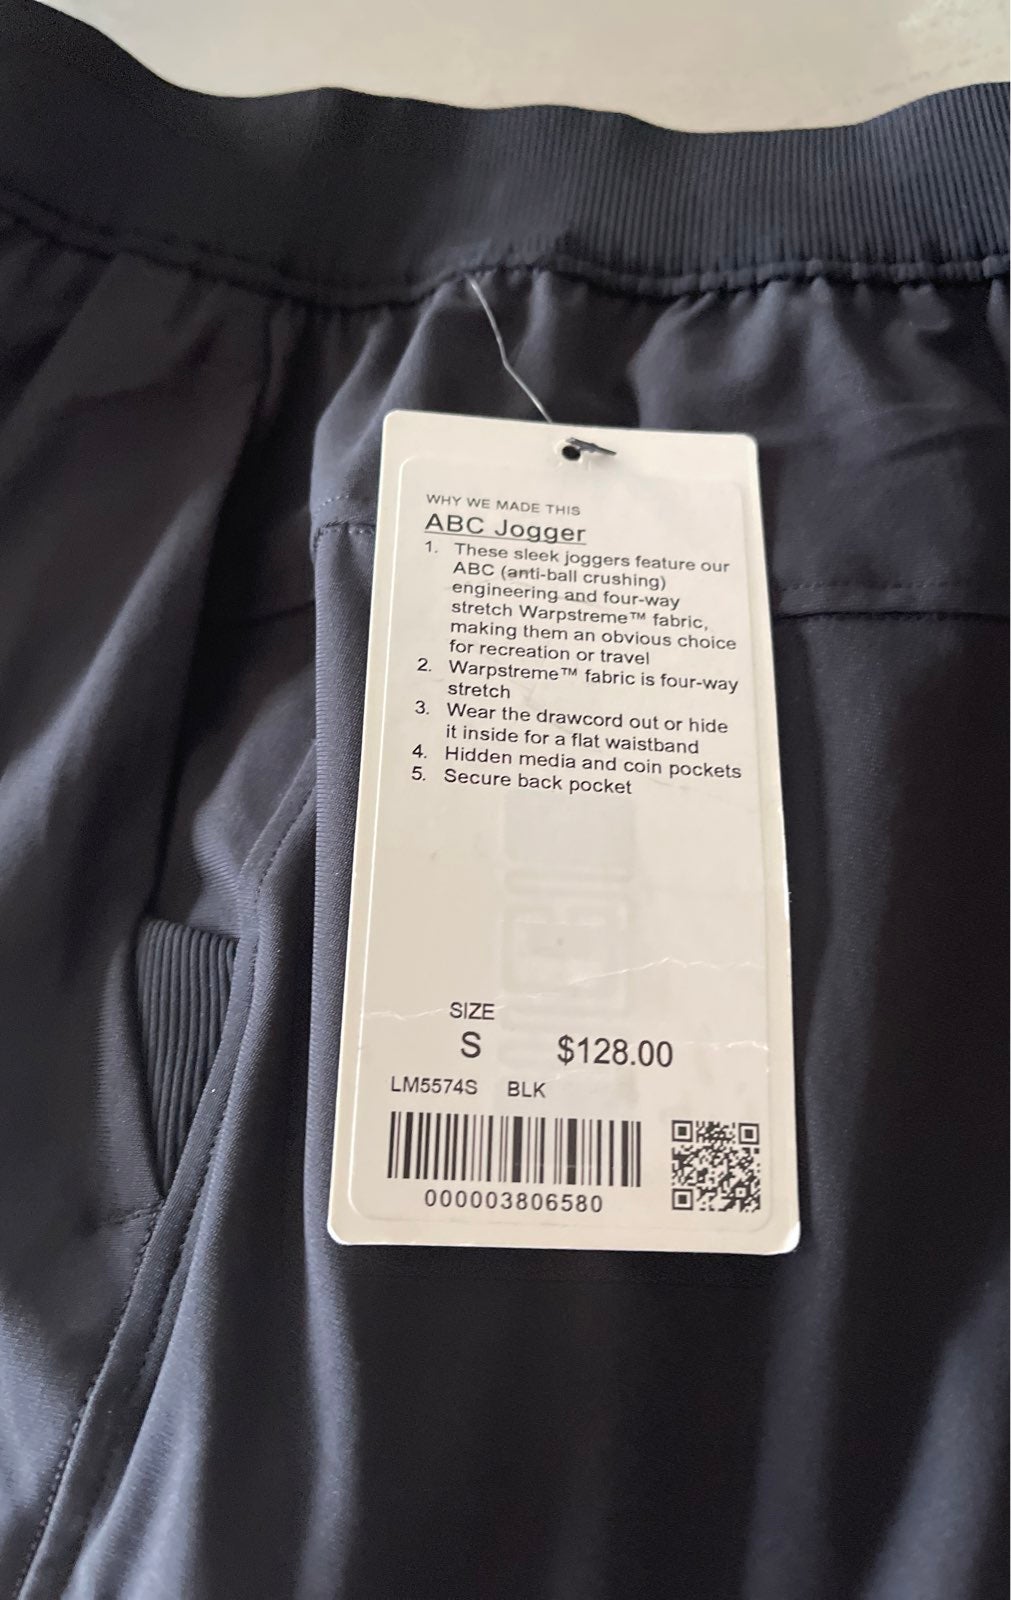 WHY WE MADE THIS
ABC Jogger
1. These sleek joggers feature our
ABC (anti-ball crushing)
engineering and four-way
stretch Warpstreme™ fabric,
making them an obvious choice
for recreation or travel
2. Warpstreme™ fabric is four-way
stretch
3. Wear the drawcord out or hide
it inside for a flat waistband
4. Hidden media and coin pockets
5. Secure back pocket
SIZE
S $128.00
LM5574S BLK
000003806580